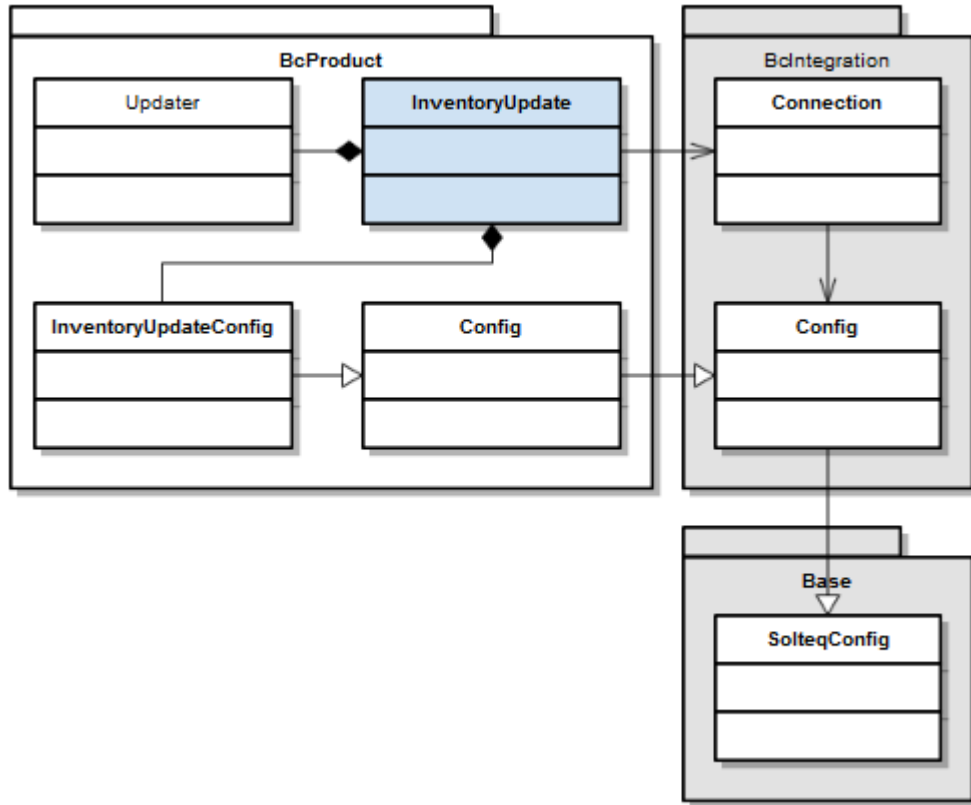 BcProduct
BcIntegration
Updater
InventoryUpdate
Connection
InventoryUpdateConfig
Config
Config
Base
SolteqConfig